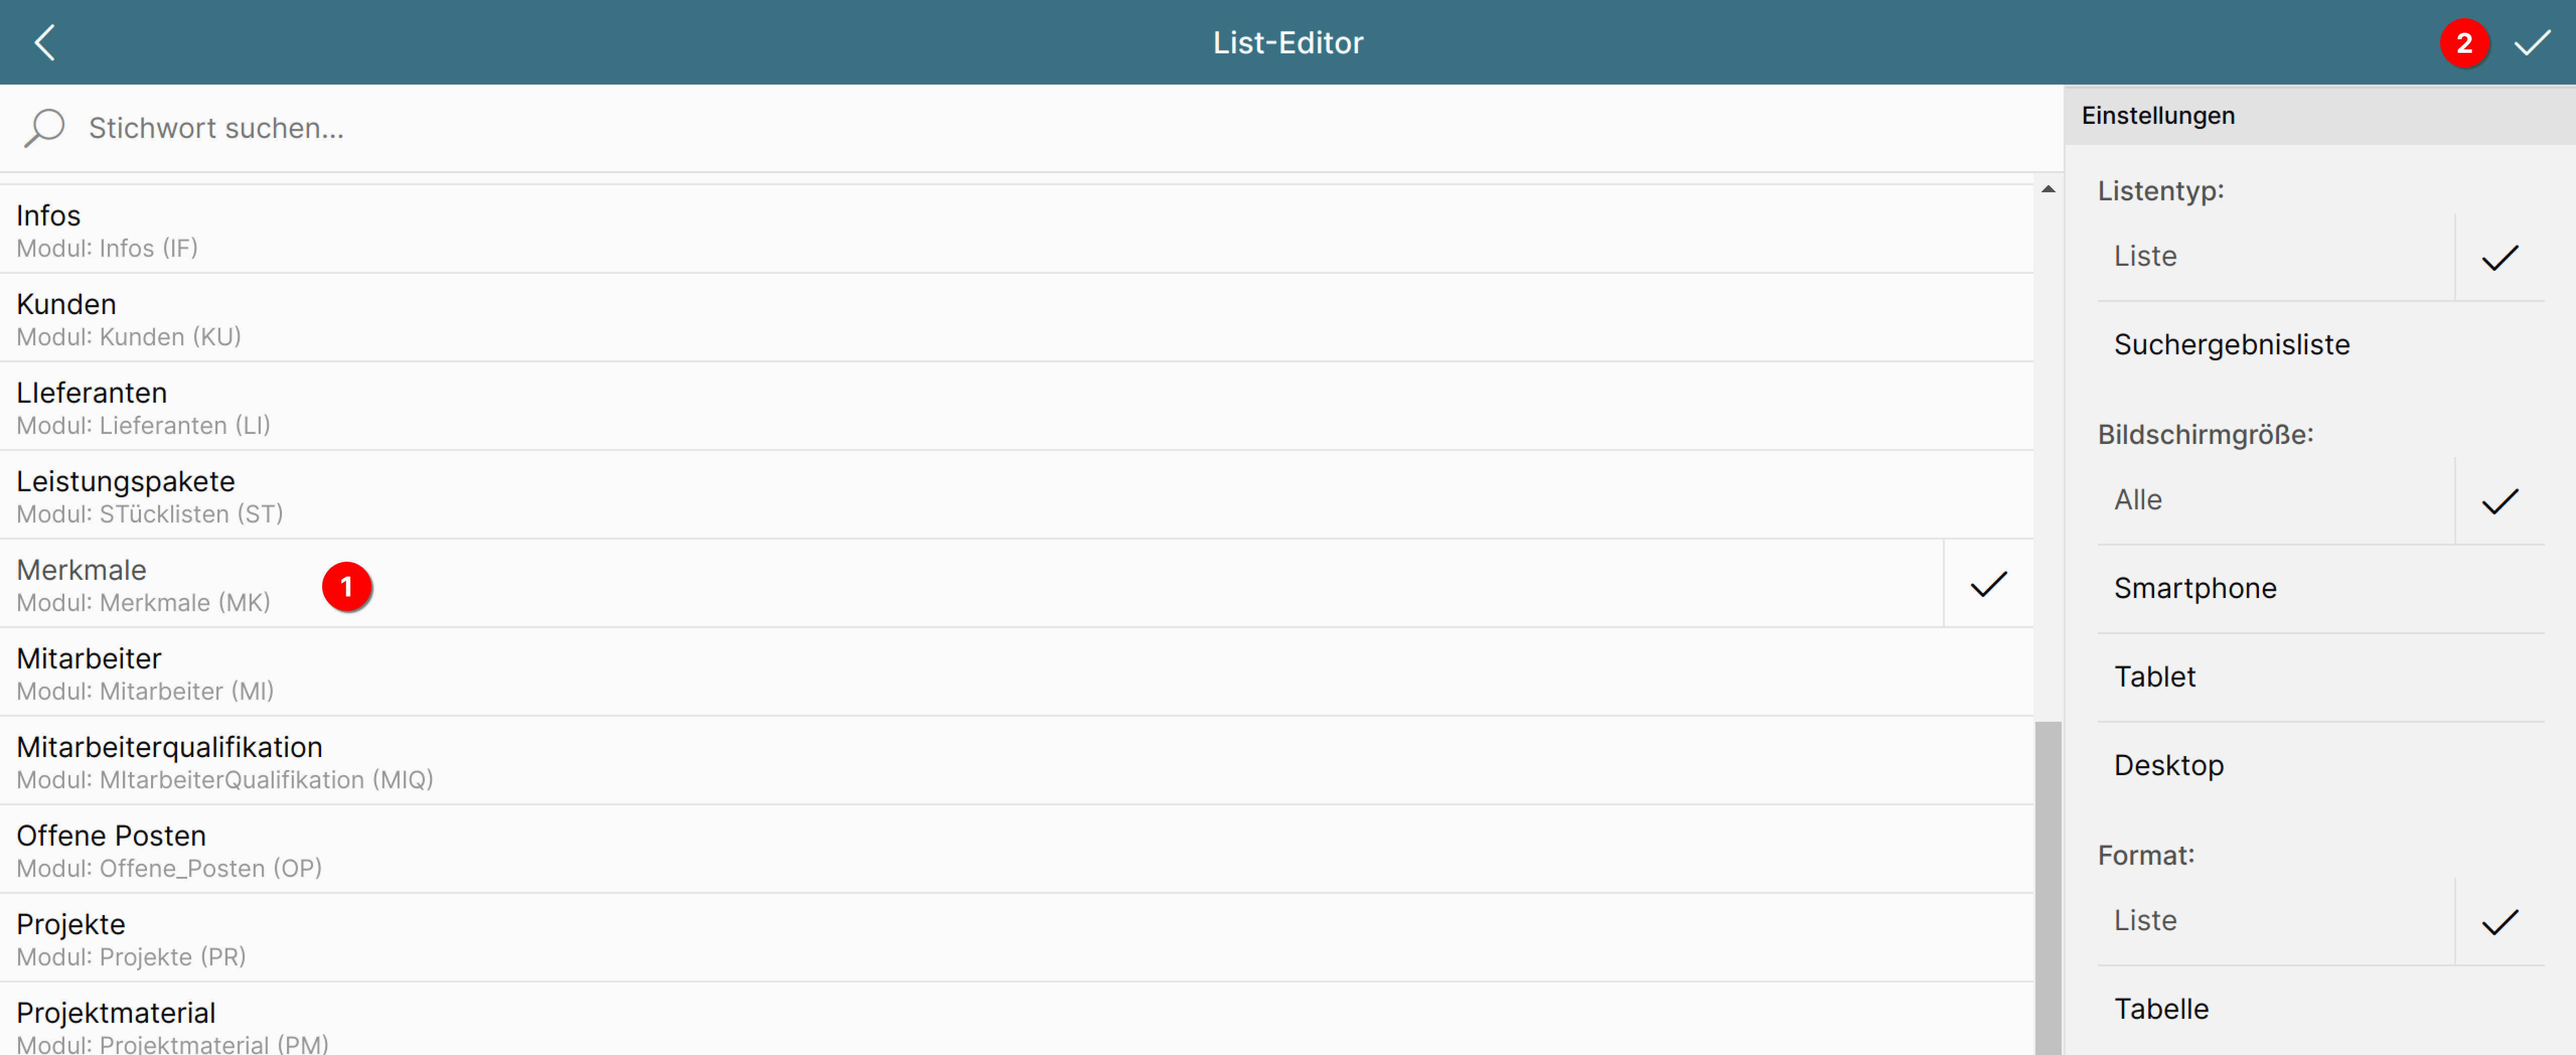 List-Editor
2
Stichwort suchen...
Infos
Modul: Infos (IF)
Kunden
Modul: Kunden (KU)
LIeferanten
Modul: Lieferanten (LI)
Leistungspakete
Modul: STücklisten (ST)
Merkmale
Modul: Merkmale (MK)
1
Mitarbeiter
Modul: Mitarbeiter (MI)
Mitarbeiterqualifikation
Modul: MItarbeiterQualifikation (MIQ)
Offene Posten
Modul: Offene_Posten (OP)
Projekte
Modul: Projekte (PR)
Projektmaterial
Modul: Projektmaterial (PM)
Einstellungen
Listentyp:
Liste
Suchergebnisliste
Bildschirmgröße:
Alle
Smartphone
Tablet
Desktop
Format:
Liste
Tabelle